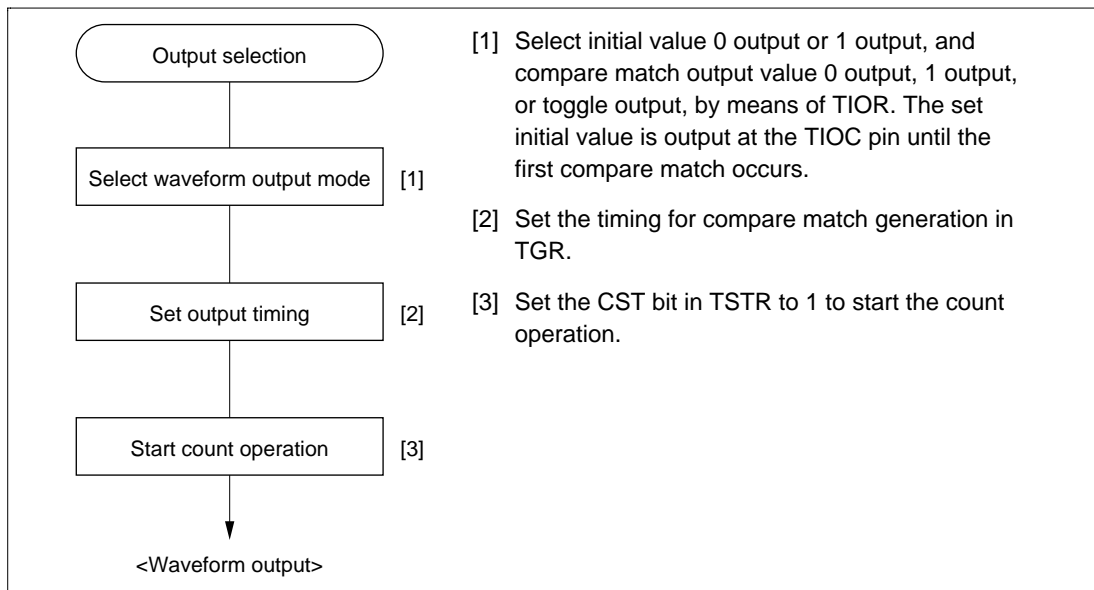 Output selection
Select waveform output mode [1]
Set output timing [2]
Start count operation [3]
<Waveform output>
[1] Select initial value 0 output or 1 output, and
compare match output value 0 output, 1 output,
or toggle output, by means of TIOR. The set
initial value is output at the TIOC pin until the
first compare match occurs.
[2] Set the timing for compare match generation in
TGR.
[3] Set the CST bit in TSTR to 1 to start the count
operation.